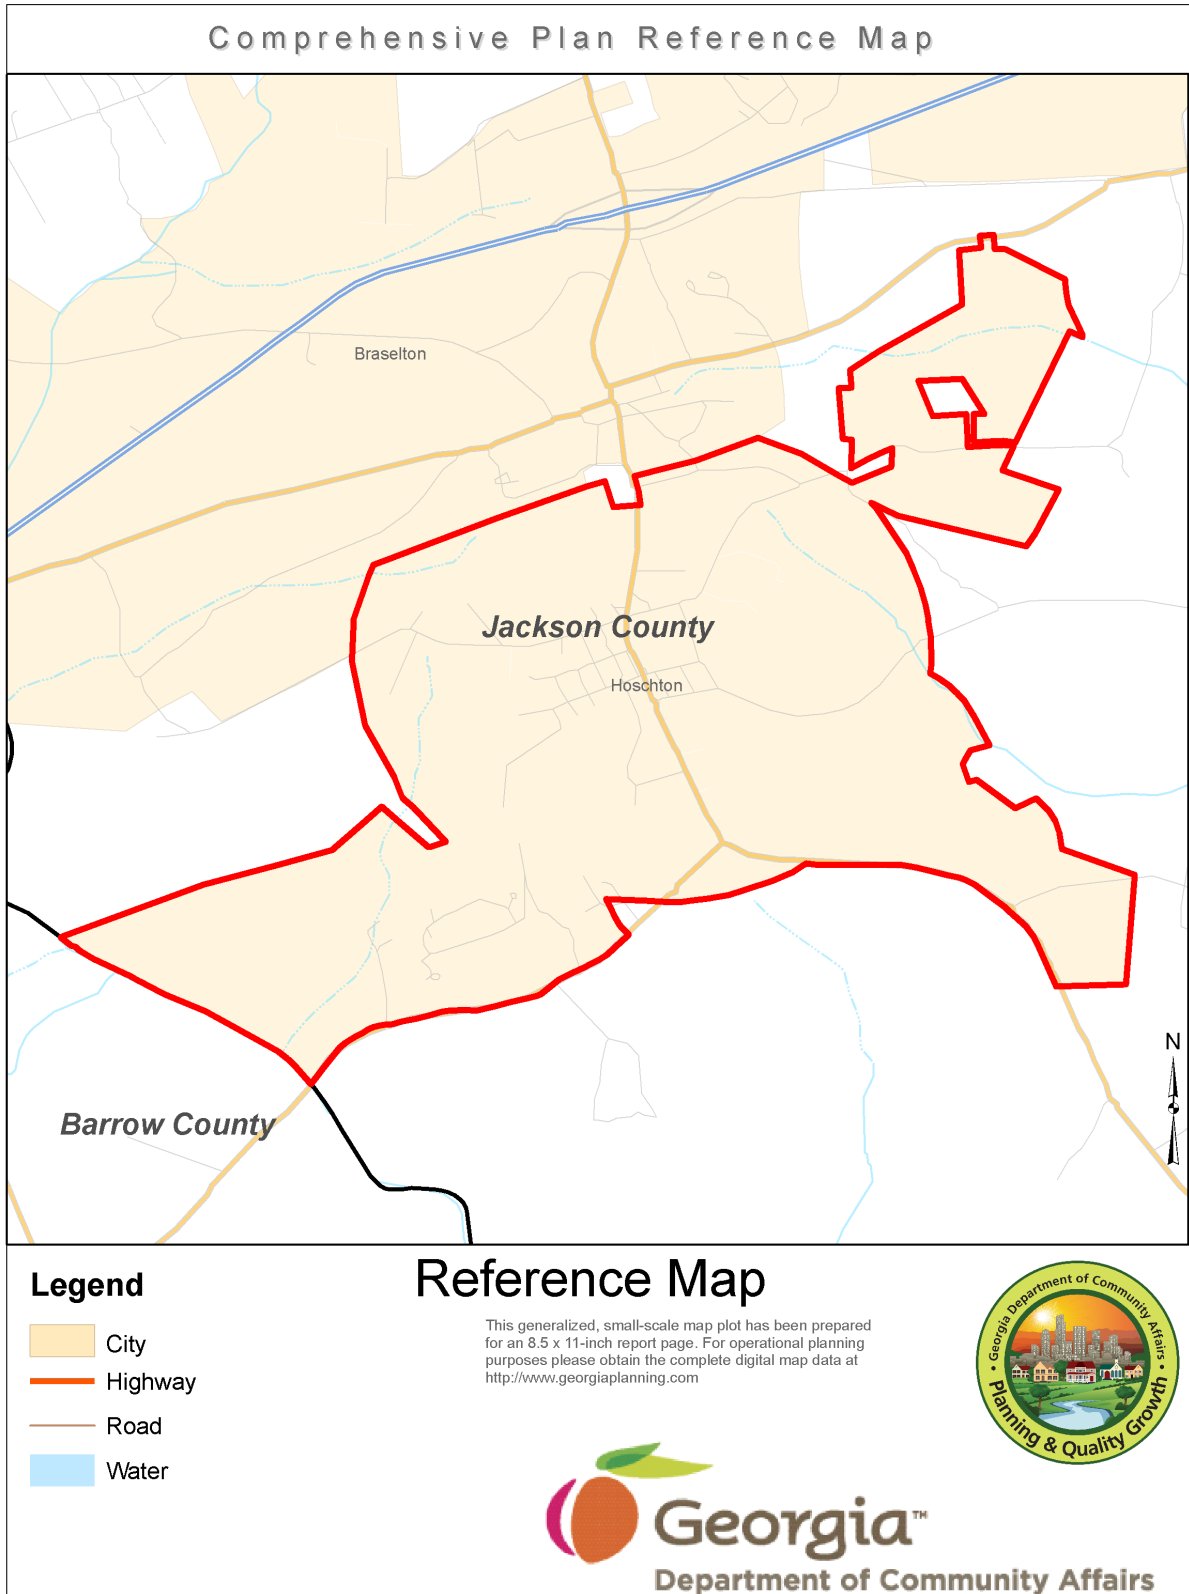 Comprehensive Plan Reference Map
Braselton
Jackson County
Hoschton
N
Barrow County
Legend
City
Highway
Road
Water
Reference Map
This generalized, small-scale map plot has been prepared
for an 8.5 x 11-inch report page. For operational planning
purposes please obtain the complete digital map data at
http://www.georgiaplanning.com
• Georgia Department of Community Affairs •
Planning & Quality Growth
Georgia™
Department of Community Affairs